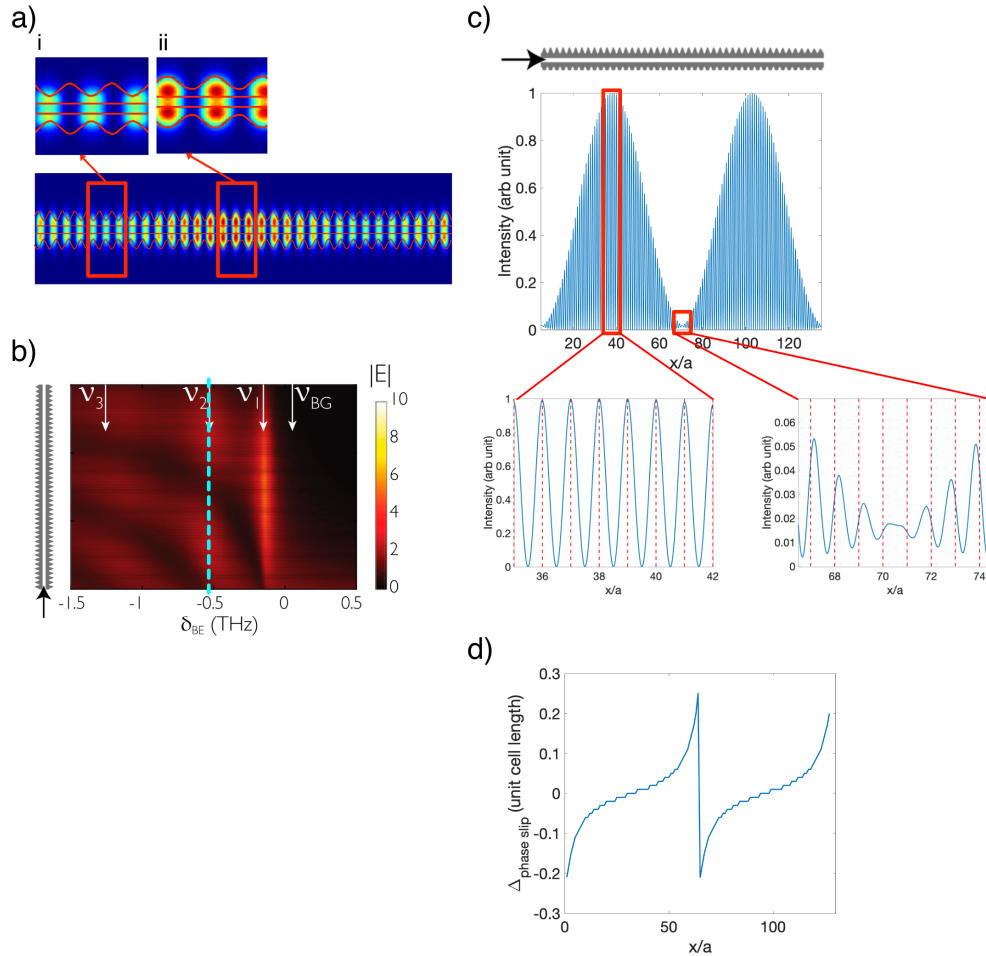 a)
i
ii
b)
ν3
ν2
ν1
νBG
|E|
10
8
6
4
2
0
-1.5
-1
-0.5
0
0.5
δBE (THz)
c)
Intensity (arb unit)
1
0.8
0.6
0.4
0.2
0
20
40
60
80
100
120
x/a
Intensity (arb unit)
1
0.8
0.6
0.4
0.2
0
36
38
40
42
x/a
Intensity (arb unit)
0.06
0.05
0.04
0.03
0.02
0.01
0
68
70
72
74
x/a
d)
Δphase slip (unit cell length)
0.3
0.2
0.1
0
-0.1
-0.2
-0.3
0
50
100
x/a